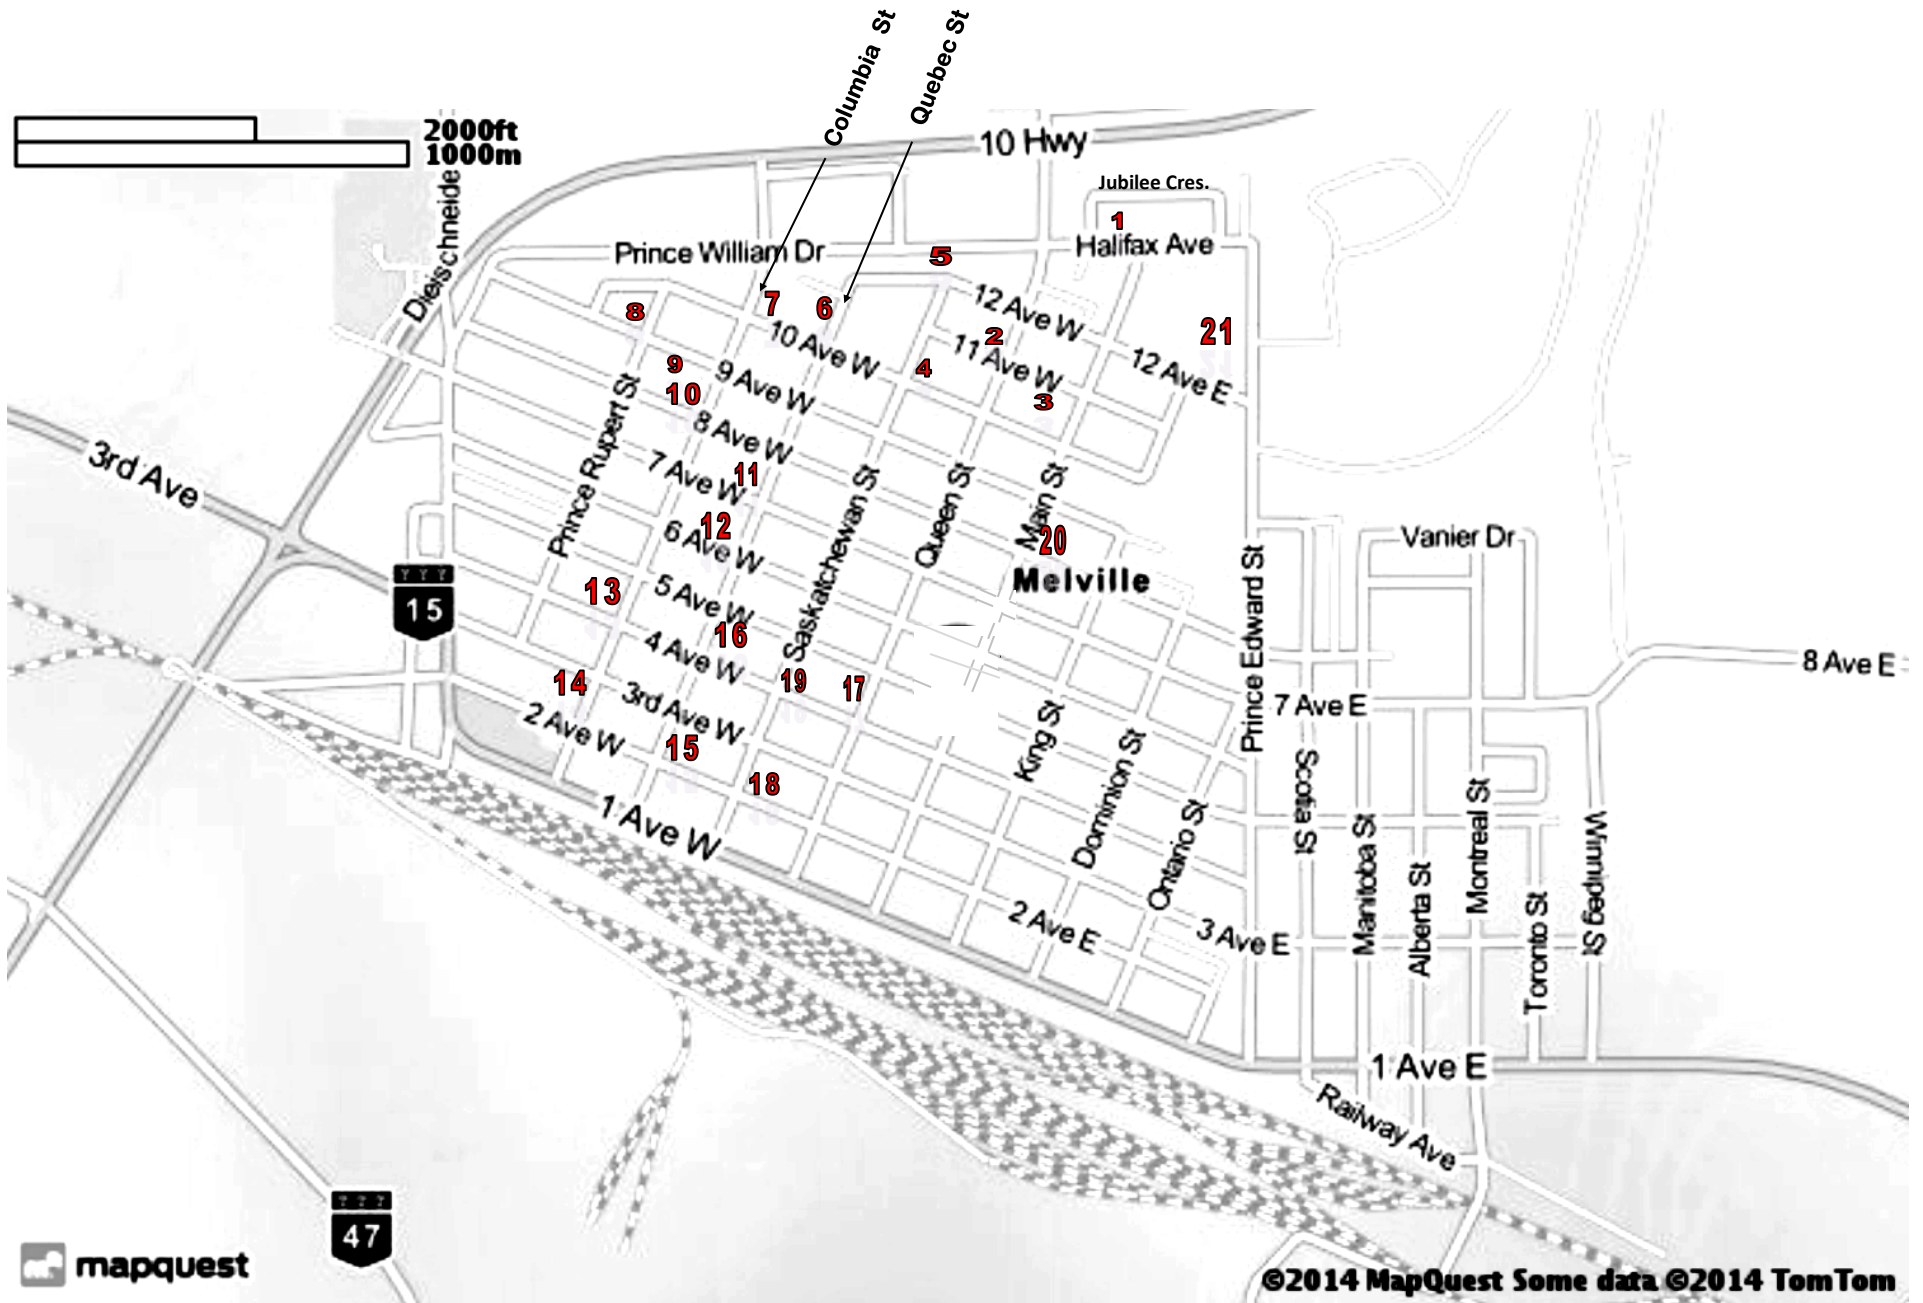 Columbia St
Quebec St
2000ft
1000m
10 Hwy
Jubilee Cres.
1
Halifax Ave
Prince William Dr
5
Dieischneide
12 Ave W
7
6
8
2
21
10 Ave W
11 Ave W
12 Ave E
4
9
9 Ave W
10
3
Prince Rupert St
8 Ave W
3rd Ave
7 Ave W
11
Saskatchewan St
Queen St
Main St
12
6 Ave W
20
Vanier Dr
Melville
15
13
5 Ave W
16
Prince Edward St
4 Ave W
8 Ave E
14
19
17
3rd Ave W
7 Ave E
2 Ave W
15
King St
Dominion St
Scotia St
18
1 Ave W
Ontario St
Manitoba St
Alberta St
Montreal St
Toronto St
Winnipeg St
2 Ave E
3 Ave E
1 Ave E
Railway Ave
47
mapquest
©2014 MapQuest Some data ©2014 TomTom